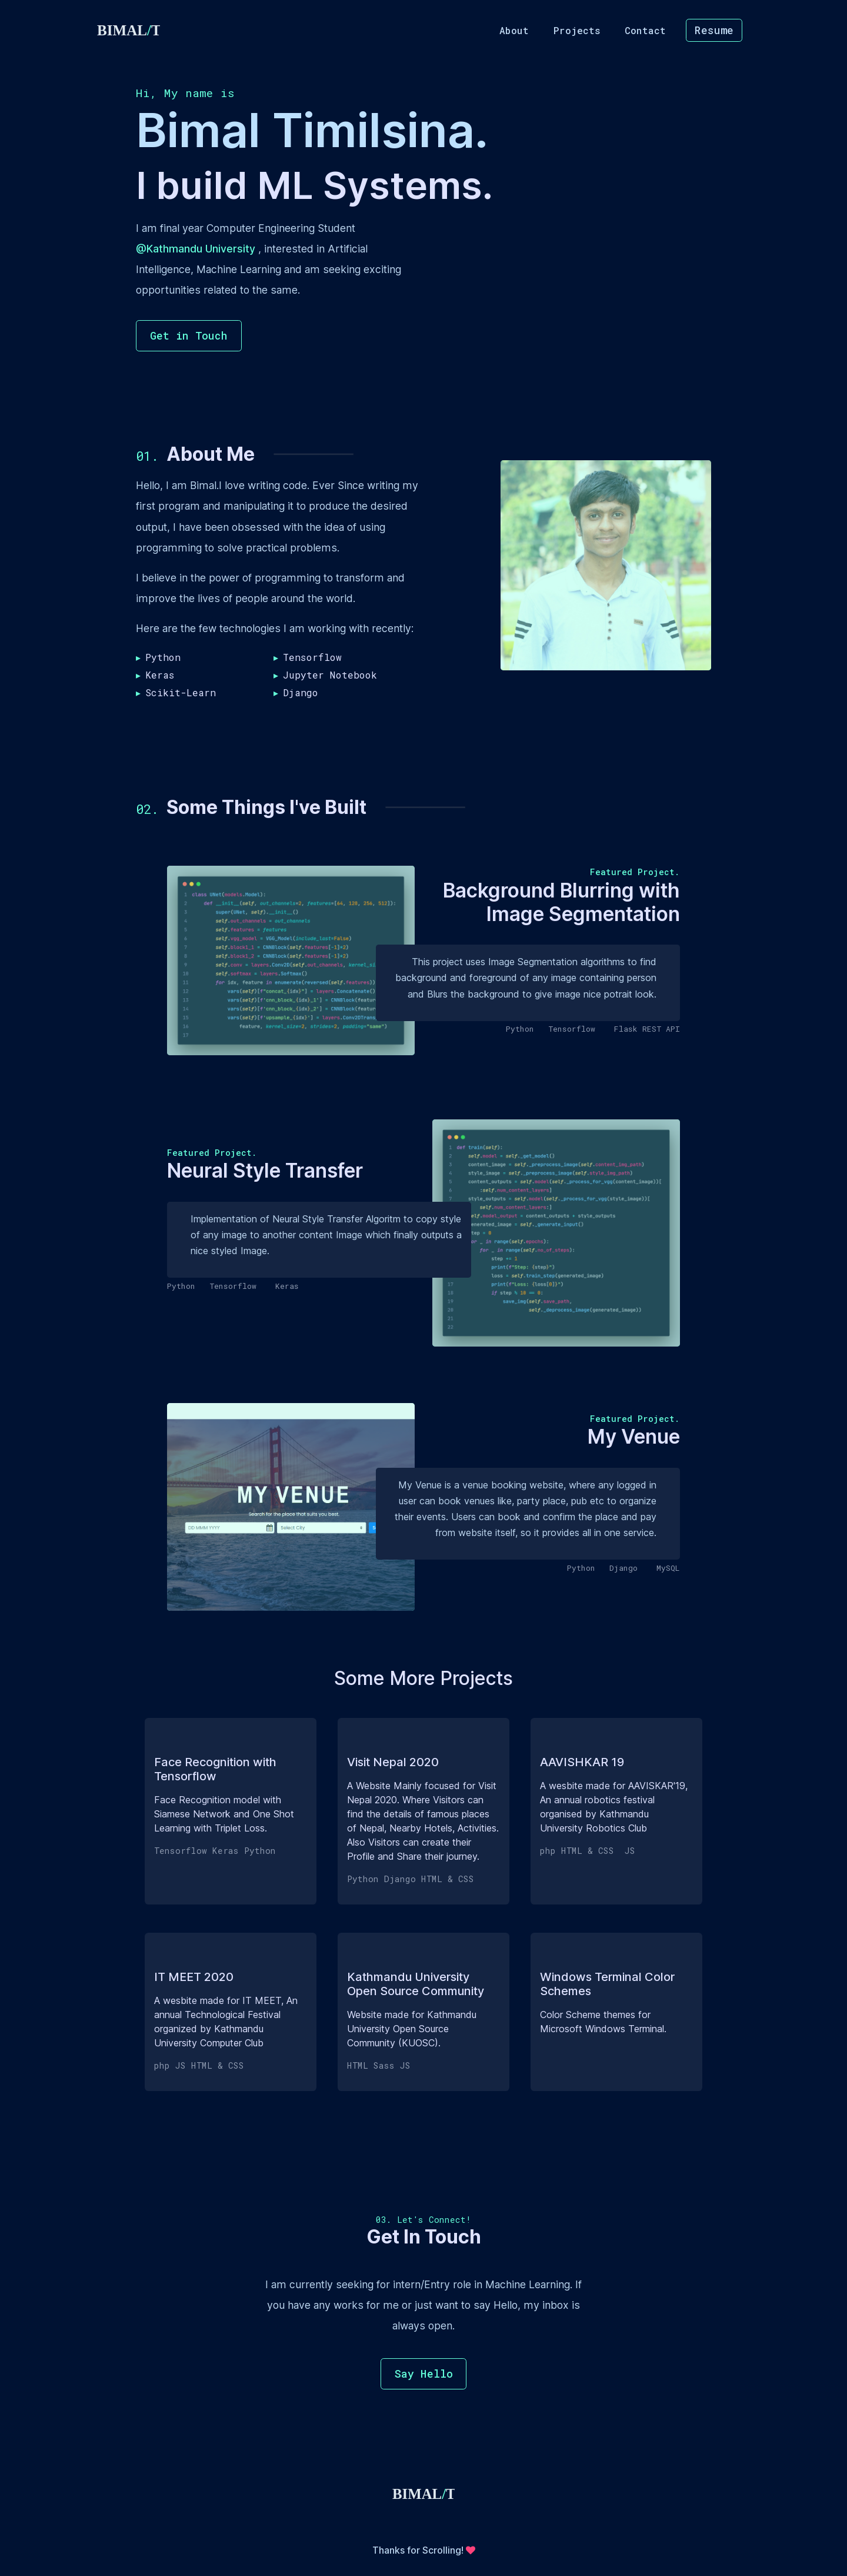 BIMAL/T
About Projects Contact Resume
Hi, My name is
Bimal Timilsina.
I build ML Systems.
I am final year Computer Engineering Student
@Kathmandu University , interested in Artificial
Intelligence, Machine Learning and am seeking exciting
opportunities related to the same.
Get in Touch
01. About Me
Hello, I am Bimal.I love writing code. Ever Since writing my
first program and manipulating it to produce the desired
output, I have been obsessed with the idea of using
programming to solve practical problems.
I believe in the power of programming to transform and
improve the lives of people around the world.
Here are the few technologies I am working with recently:
▸ Python ▸ Tensorflow
▸ Keras ▸ Jupyter Notebook
▸ Scikit-Learn ▸ Django
02. Some Things I've Built
Featured Project.
Background Blurring with
Image Segmentation
This project uses Image Segmentation algorithms to find
background and foreground of any image containing person
and Blurs the background to give image nice potrait look.
Python Tensorflow Flask REST API
Featured Project.
Neural Style Transfer
Implementation of Neural Style Transfer Algoritm to copy style
of any image to another content Image which finally outputs a
nice styled Image.
Python Tensorflow Keras
MY VENUE
Search for the place that suits you best.
Select City
Featured Project.
My Venue
My Venue is a venue booking website, where any logged in
user can book venues like, party place, pub etc to organize
their events. Users can book and confirm the place and pay
from website itself, so it provides all in one service.
Python Django MySQL
Some More Projects
Face Recognition with
Tensorflow
Face Recognition model with
Siamese Network and One Shot
Learning with Triplet Loss.
Tensorflow Keras Python
Visit Nepal 2020
A Website Mainly focused for Visit
Nepal 2020. Where Visitors can
find the details of famous places
of Nepal, Nearby Hotels, Activities.
Also Visitors can create their
Profile and Share their journey.
Python Django HTML & CSS
AAVISHKAR 19
A wesbite made for AAVISKAR'19,
An annual robotics festival
organised by Kathmandu
University Robotics Club
php HTML & CSS JS
IT MEET 2020
A wesbite made for IT MEET, An
annual Technological Festival
organized by Kathmandu
University Computer Club
php JS HTML & CSS
Kathmandu University
Open Source Community
Website made for Kathmandu
University Open Source
Community (KUOSC).
HTML Sass JS
Windows Terminal Color
Schemes
Color Scheme themes for
Microsoft Windows Terminal.
03. Let's Connect!
Get In Touch
I am currently seeking for intern/Entry role in Machine Learning. If
you have any works for me or just want to say Hello, my inbox is
always open.
Say Hello
BIMAL/T
Thanks for Scrolling!